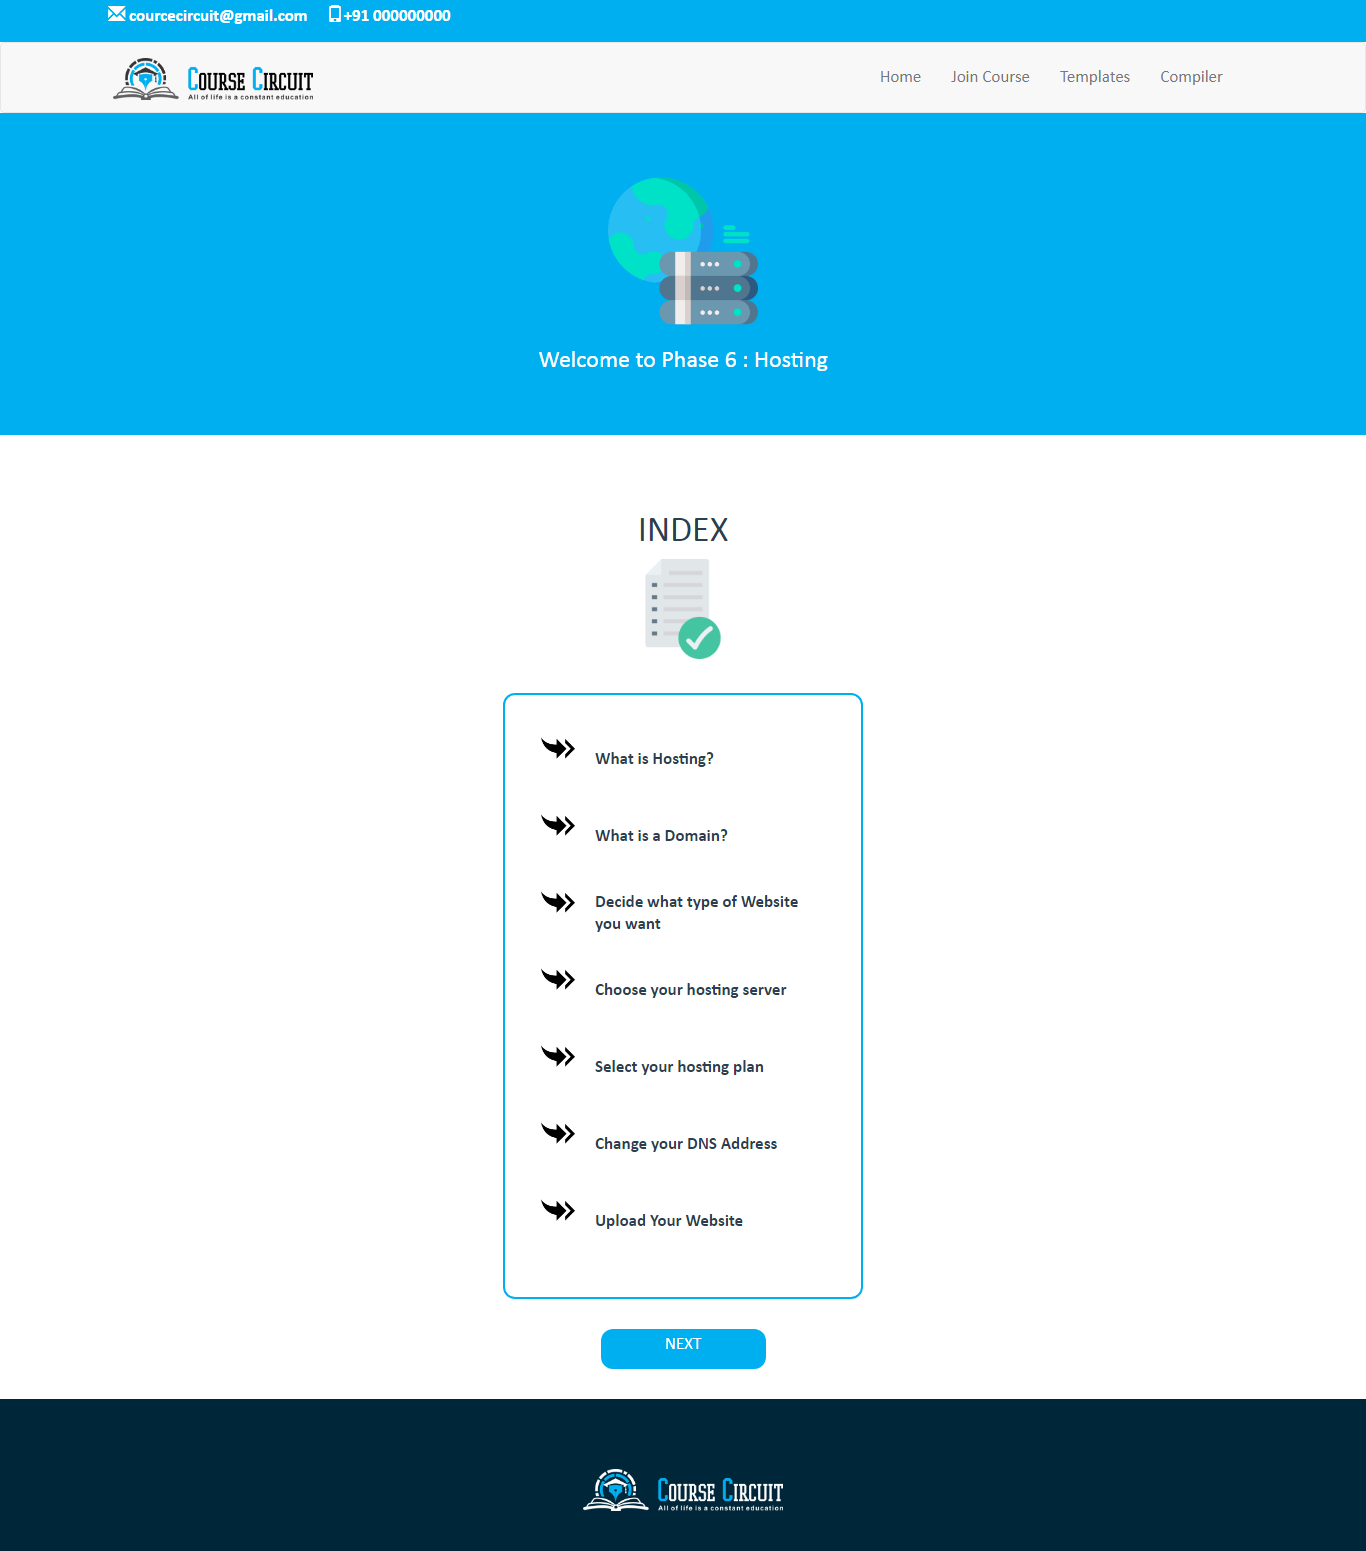 courcecircuit@gmail.com +91 000000000
COURSE CIRCUIT
All of life is a constant education
Home Join Course Templates Compiler
Welcome to Phase 6 : Hosting
INDEX
What is Hosting?
What is a Domain?
Decide what type of Website
you want
Choose your hosting server
Select your hosting plan
Change your DNS Address
Upload Your Website
NEXT
COURSE CIRCUIT
All of life is a constant education